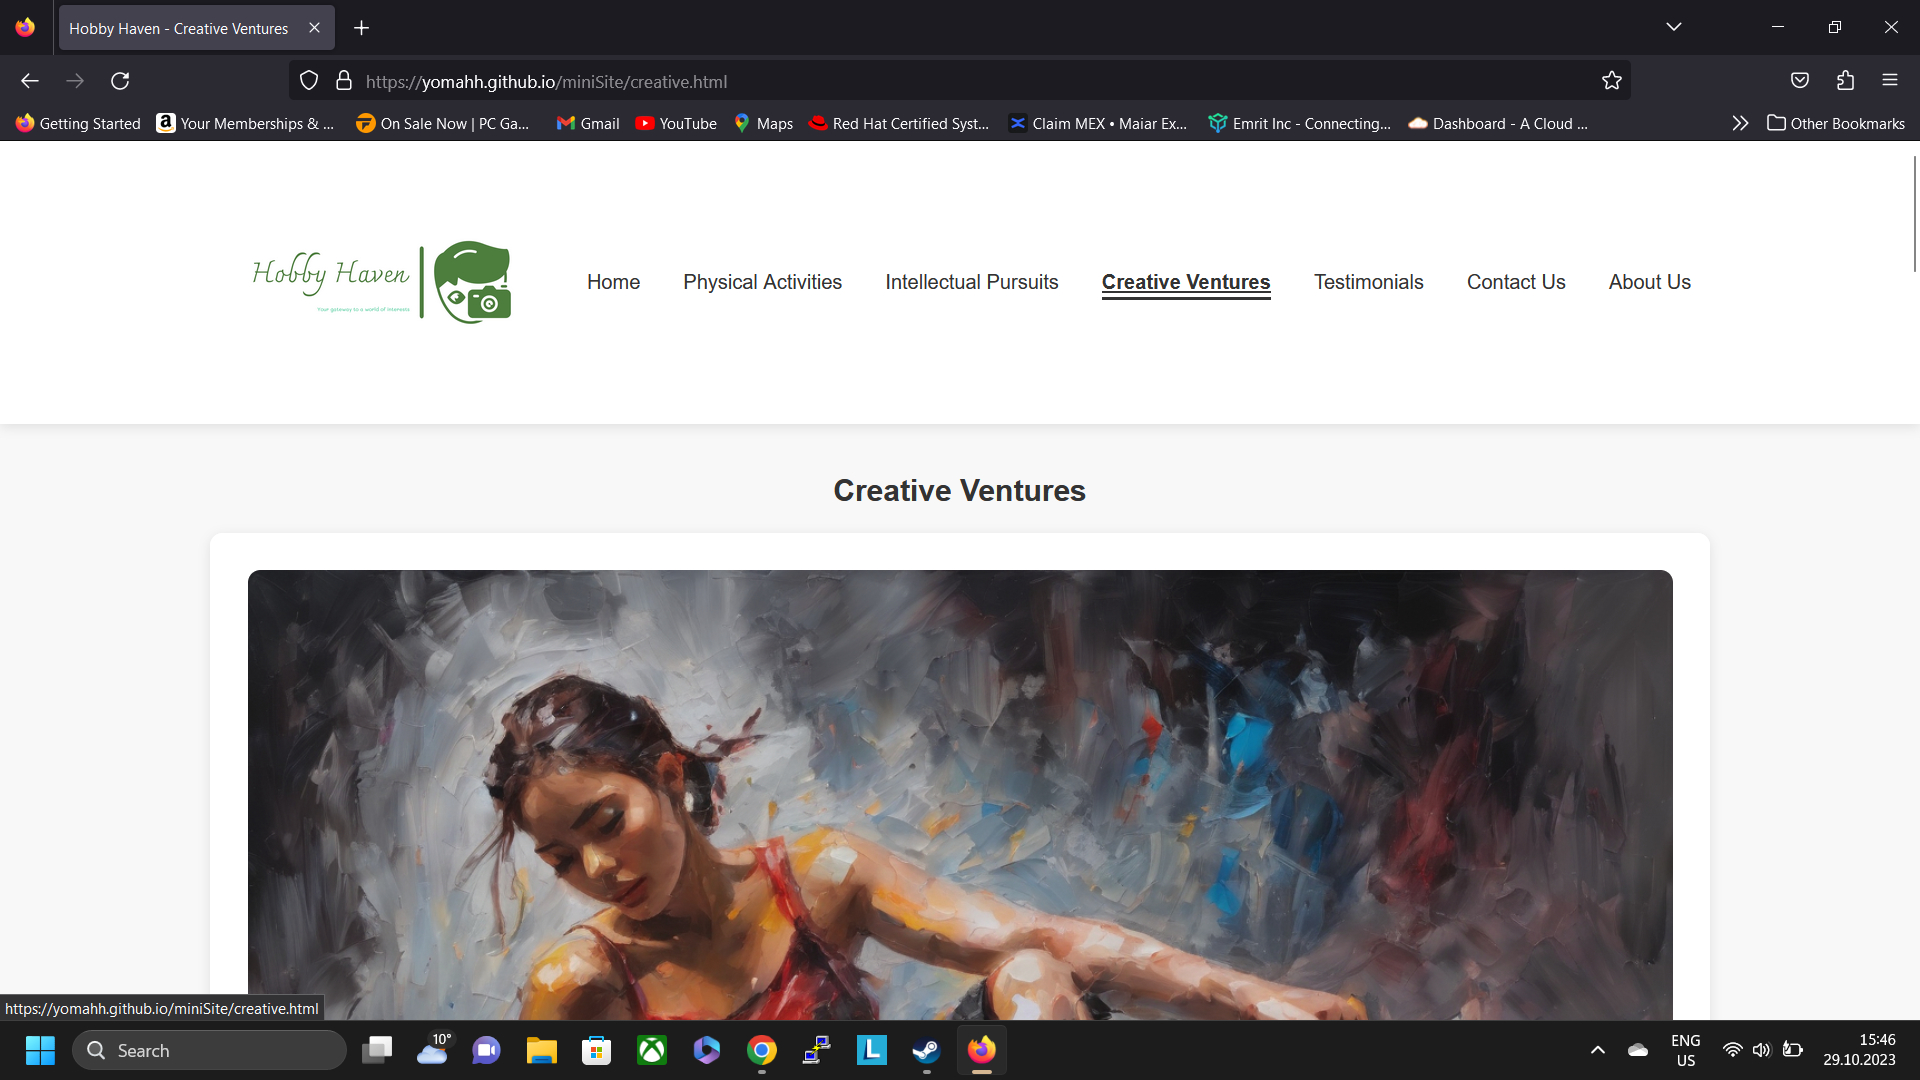 Hobby Haven - Creative Ventures
https://yomahh.github.io/miniSite/creative.html
Getting Started
Your Memberships & ...
On Sale Now | PC Ga...
Gmail
YouTube
Maps
Red Hat Certified Syst...
Claim MEX • Maiar Ex...
Emrit Inc - Connecting...
Dashboard - A Cloud ...
Other Bookmarks
Hobby Haven
Your gateway to a world of interests
Home
Physical Activities
Intellectual Pursuits
Creative Ventures
Testimonials
Contact Us
About Us
Creative Ventures
https://yomahh.github.io/miniSite/creative.html
Search
10°
L
ENG
US
15:46
29.10.2023